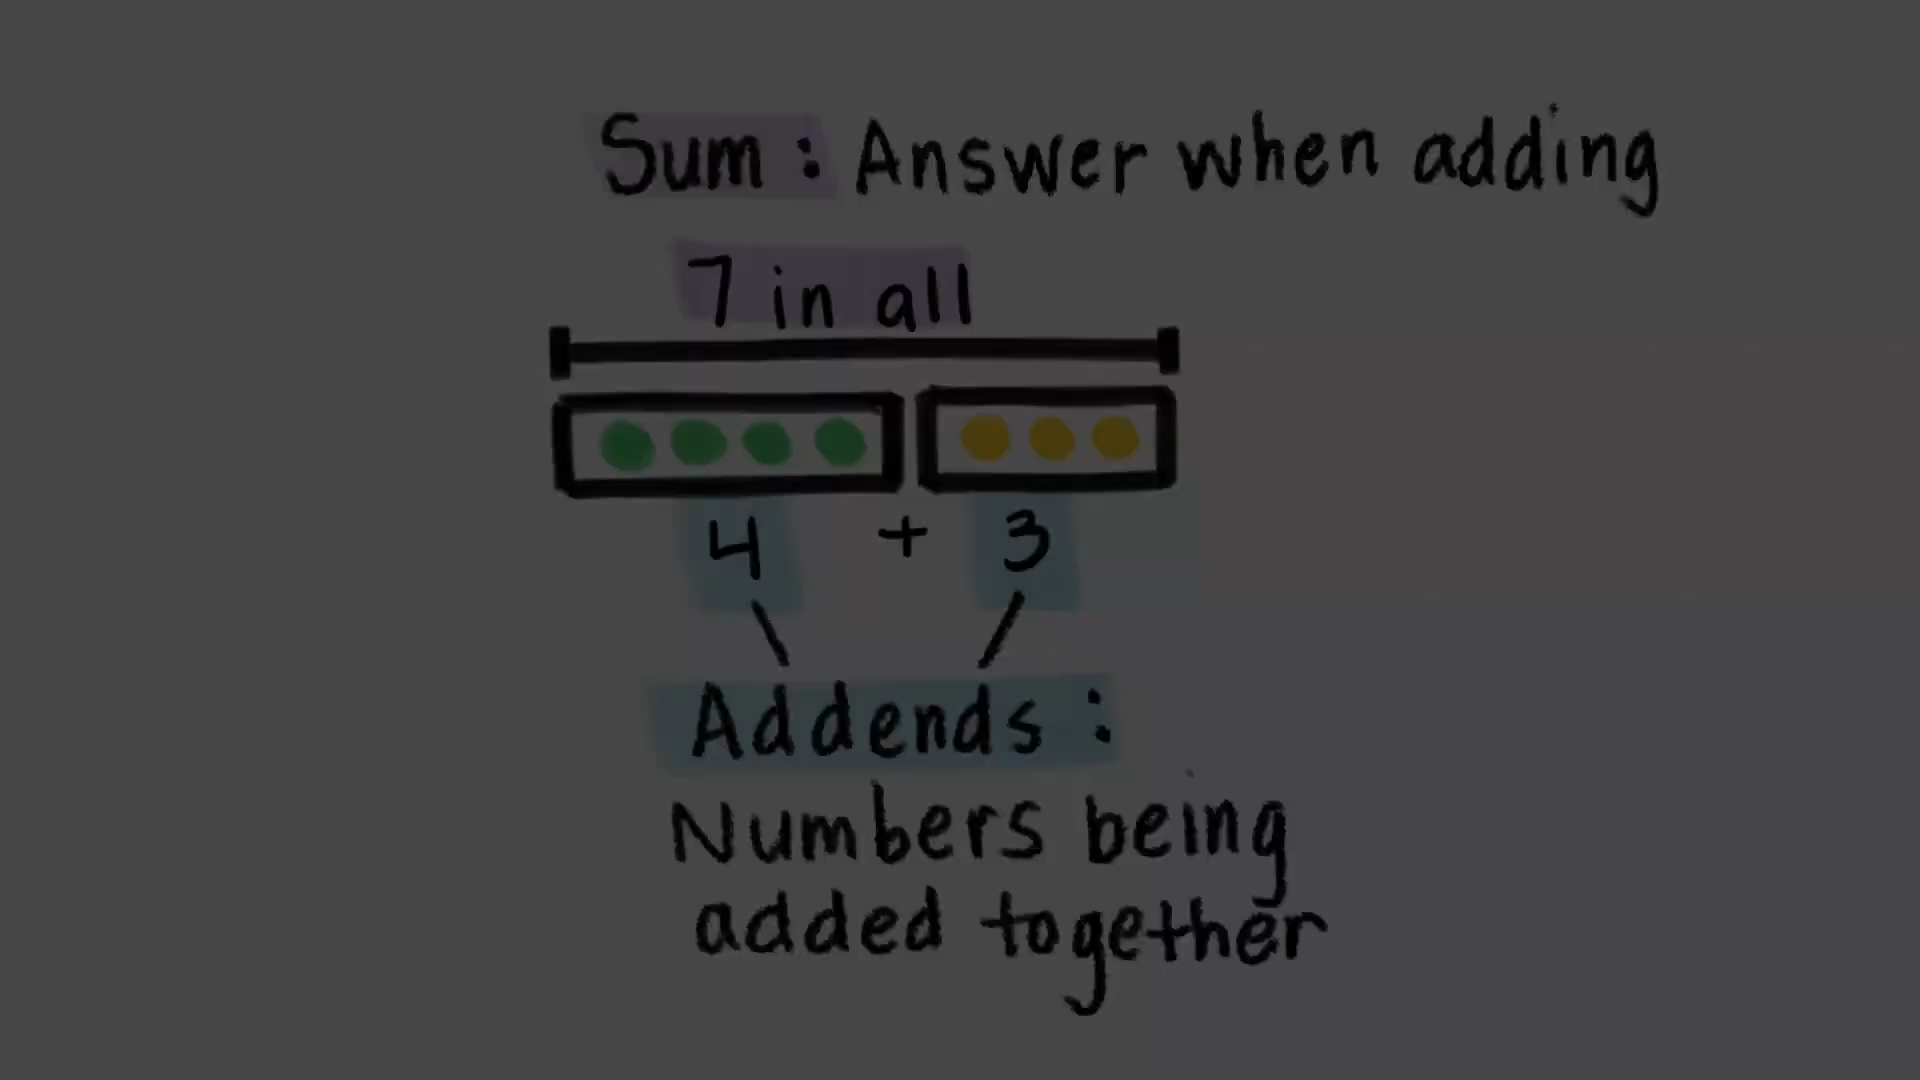 Sum: Answer when adding
7 in all
4 + 3
Addends:
Numbers being
added together